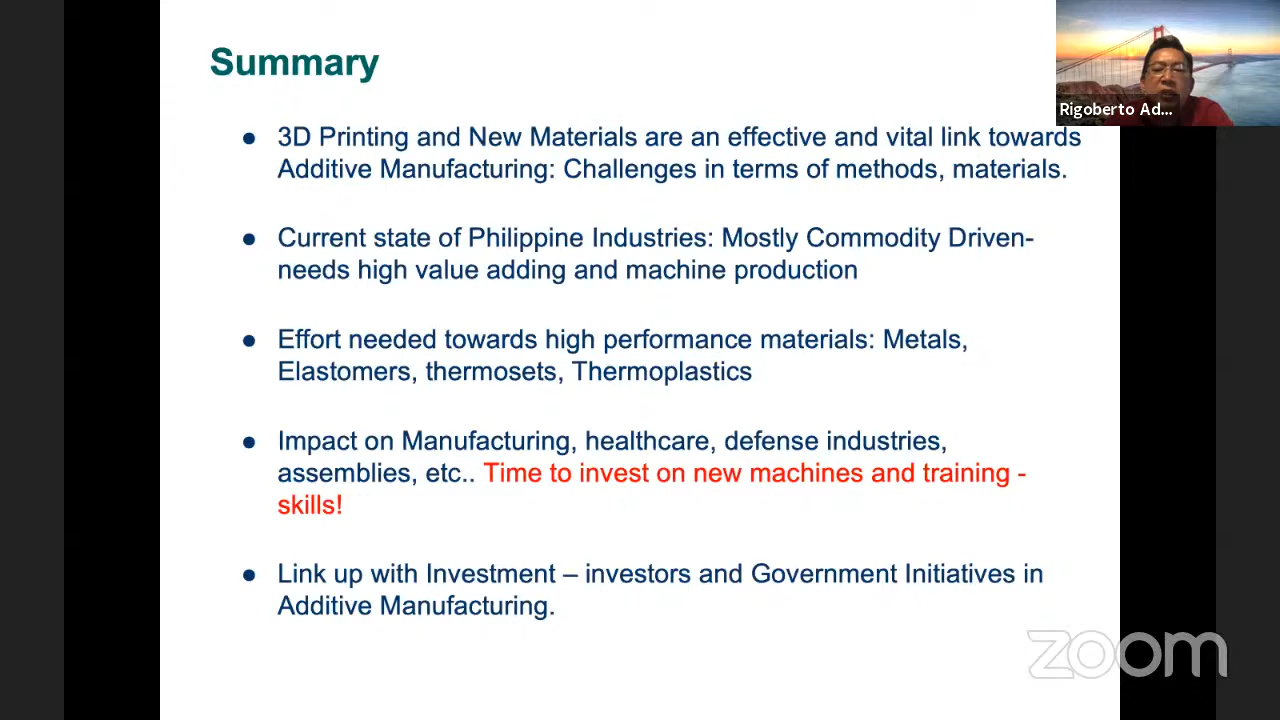 Summary
Rigoberto Ad...
● 3D Printing and New Materials are an effective and vital link towards
Additive Manufacturing: Challenges in terms of methods, materials.
● Current state of Philippine Industries: Mostly Commodity Driven-
needs high value adding and machine production
● Effort needed towards high performance materials: Metals,
Elastomers, thermosets, Thermoplastics
● Impact on Manufacturing, healthcare, defense industries,
assemblies, etc.. Time to invest on new machines and training -
skills!
● Link up with Investment – investors and Government Initiatives in
Additive Manufacturing.
zoom